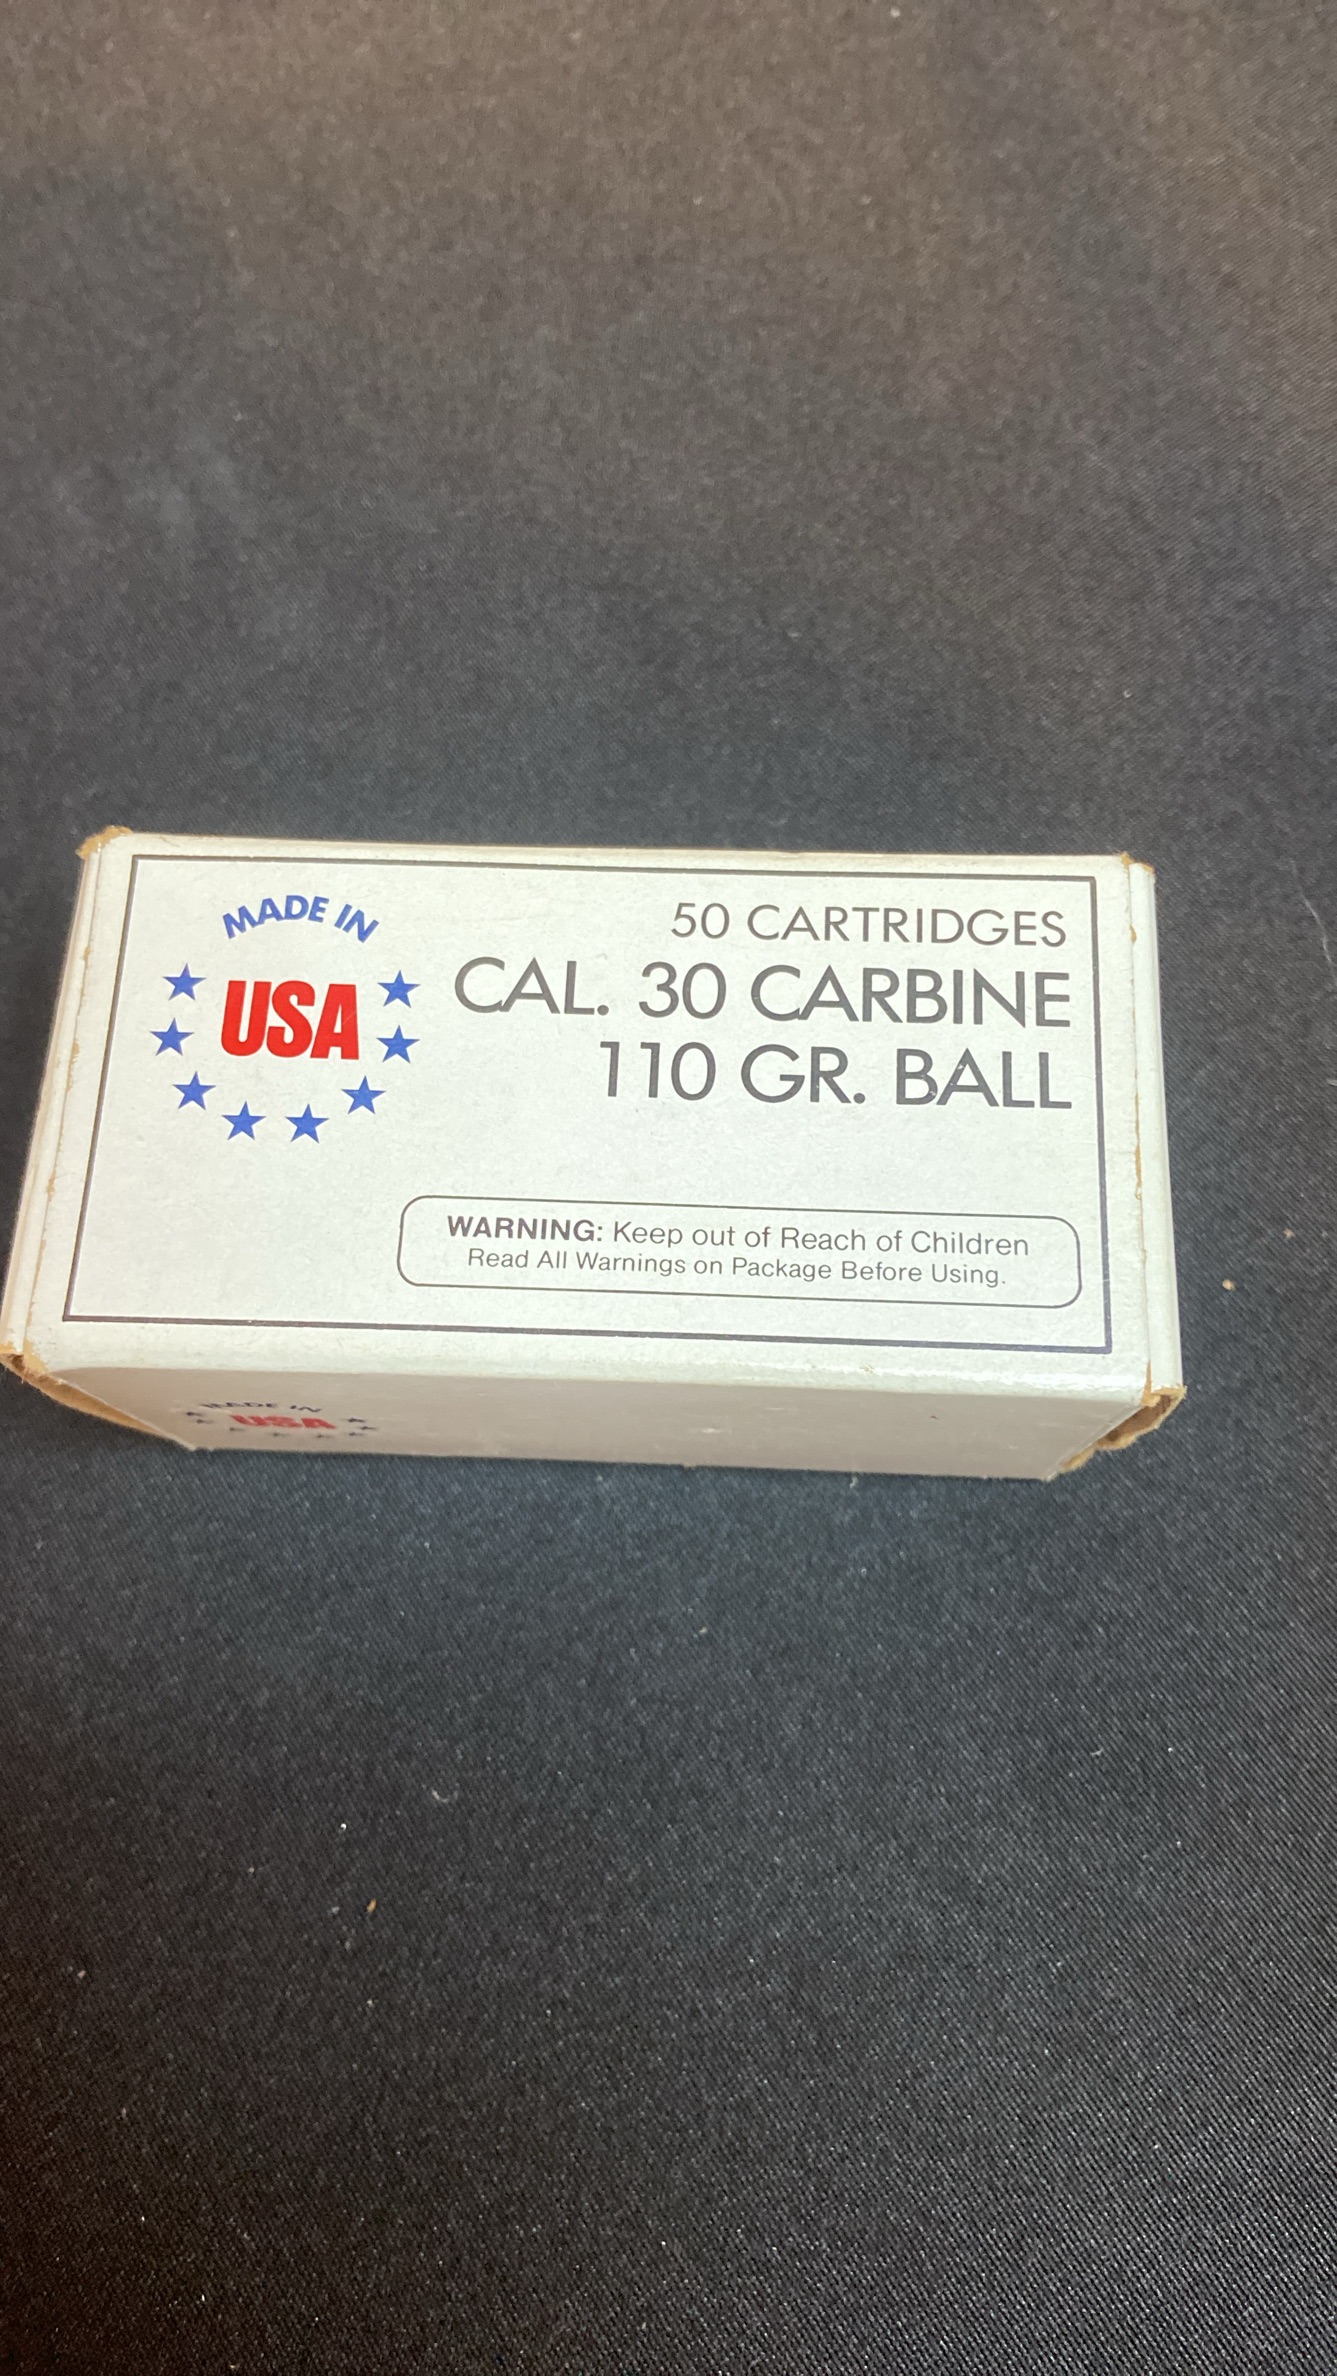 MADE IN
USA
50 CARTRIDGES
CAL. 30 CARBINE
110 GR. BALL
WARNING: Keep out of Reach of Children
Read All Warnings on Package Before Using.
MADE IN
USA